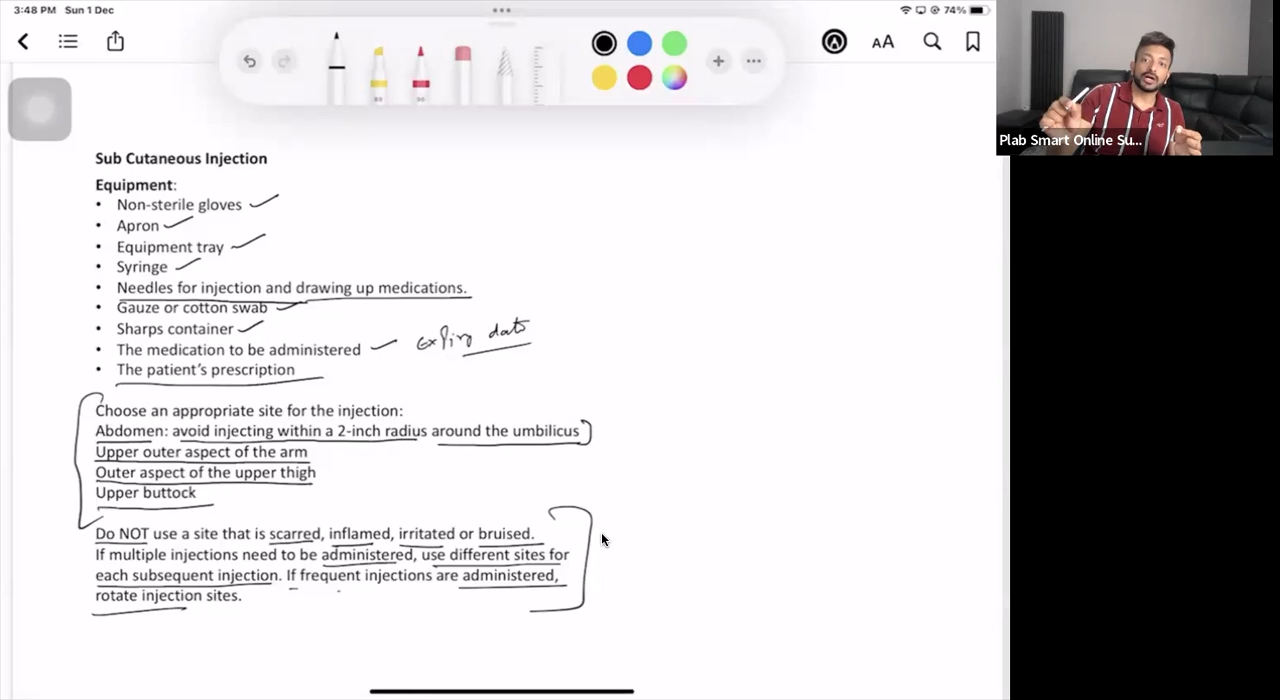 3:48 PM Sun 1 Dec
74%
AA
Sub Cutaneous Injection
Equipment:
• Non-sterile gloves
• Apron
• Equipment tray
• Syringe
• Needles for injection and drawing up medications.
• Gauze or cotton swab
• Sharps container
• The medication to be administered expiry date
• The patient's prescription
Choose an appropriate site for the injection:
Abdomen: avoid injecting within a 2-inch radius around the umbilicus
Upper outer aspect of the arm
Outer aspect of the upper thigh
Upper buttock
Do NOT use a site that is scarred, inflamed, irritated or bruised.
If multiple injections need to be administered, use different sites for
each subsequent injection. If frequent injections are administered,
rotate injection sites.
Plab Smart Online Su...